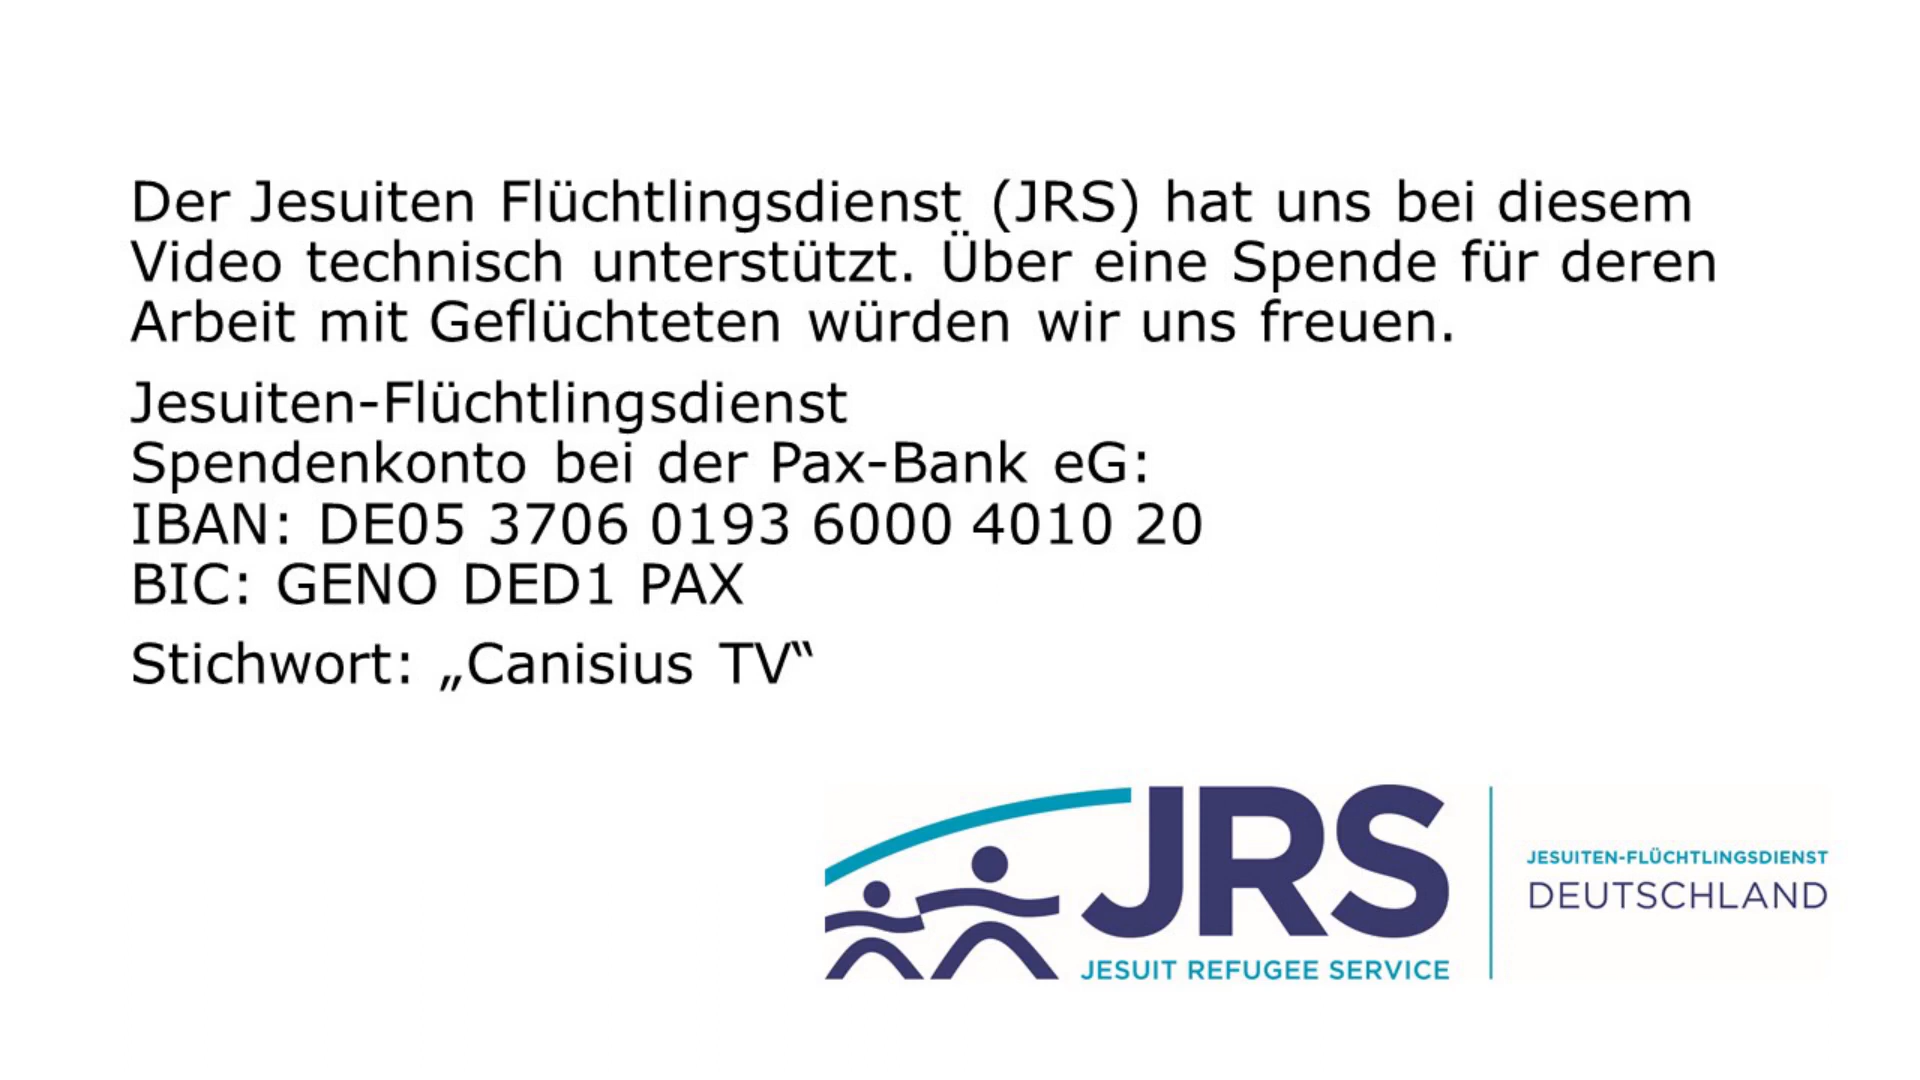 Der Jesuiten Flüchtlingsdienst (JRS) hat uns bei diesem
Video technisch unterstützt. Über eine Spende für deren
Arbeit mit Geflüchteten würden wir uns freuen.
Jesuiten-Flüchtlingsdienst
Spendenkonto bei der Pax-Bank eG:
IBAN: DE05 3706 0193 6000 4010 20
BIC: GENO DED1 PAX
Stichwort: „Canisius TV“
JRS
JESUIT REFUGEE SERVICE
JESUITEN-FLÜCHTLINGSDIENST
DEUTSCHLAND